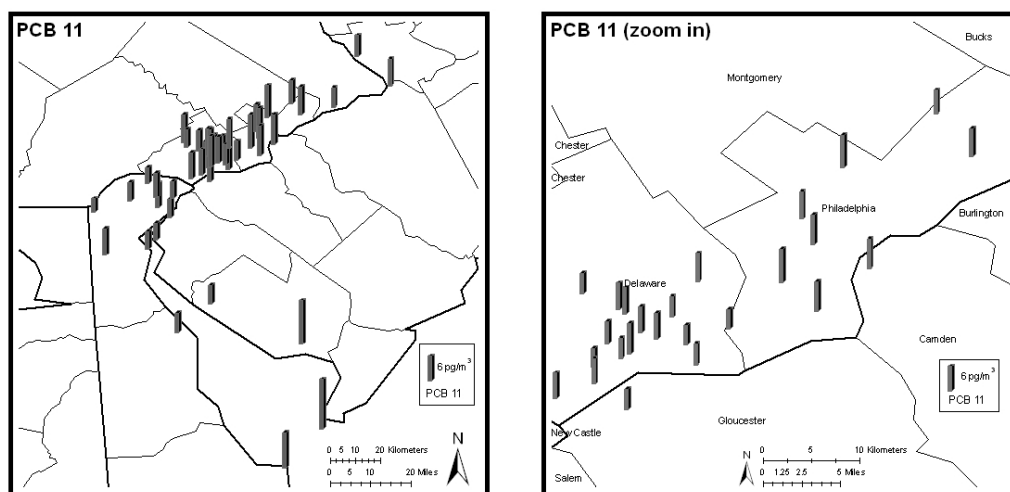 PCB 11
6 pg/m³
PCB 11
N
0 5 10 20 Kilometers
0 5 10 20 Miles
PCB 11 (zoom in)
Bucks
Montgomery
Chester
Chester
Philadelphia
Burlington
Delaware
Camden
6 pg/m³
PCB 11
Gloucester
New Castle
Salem
N
0 2.5 5 10 Kilometers
0 1.25 2.5 5 Miles